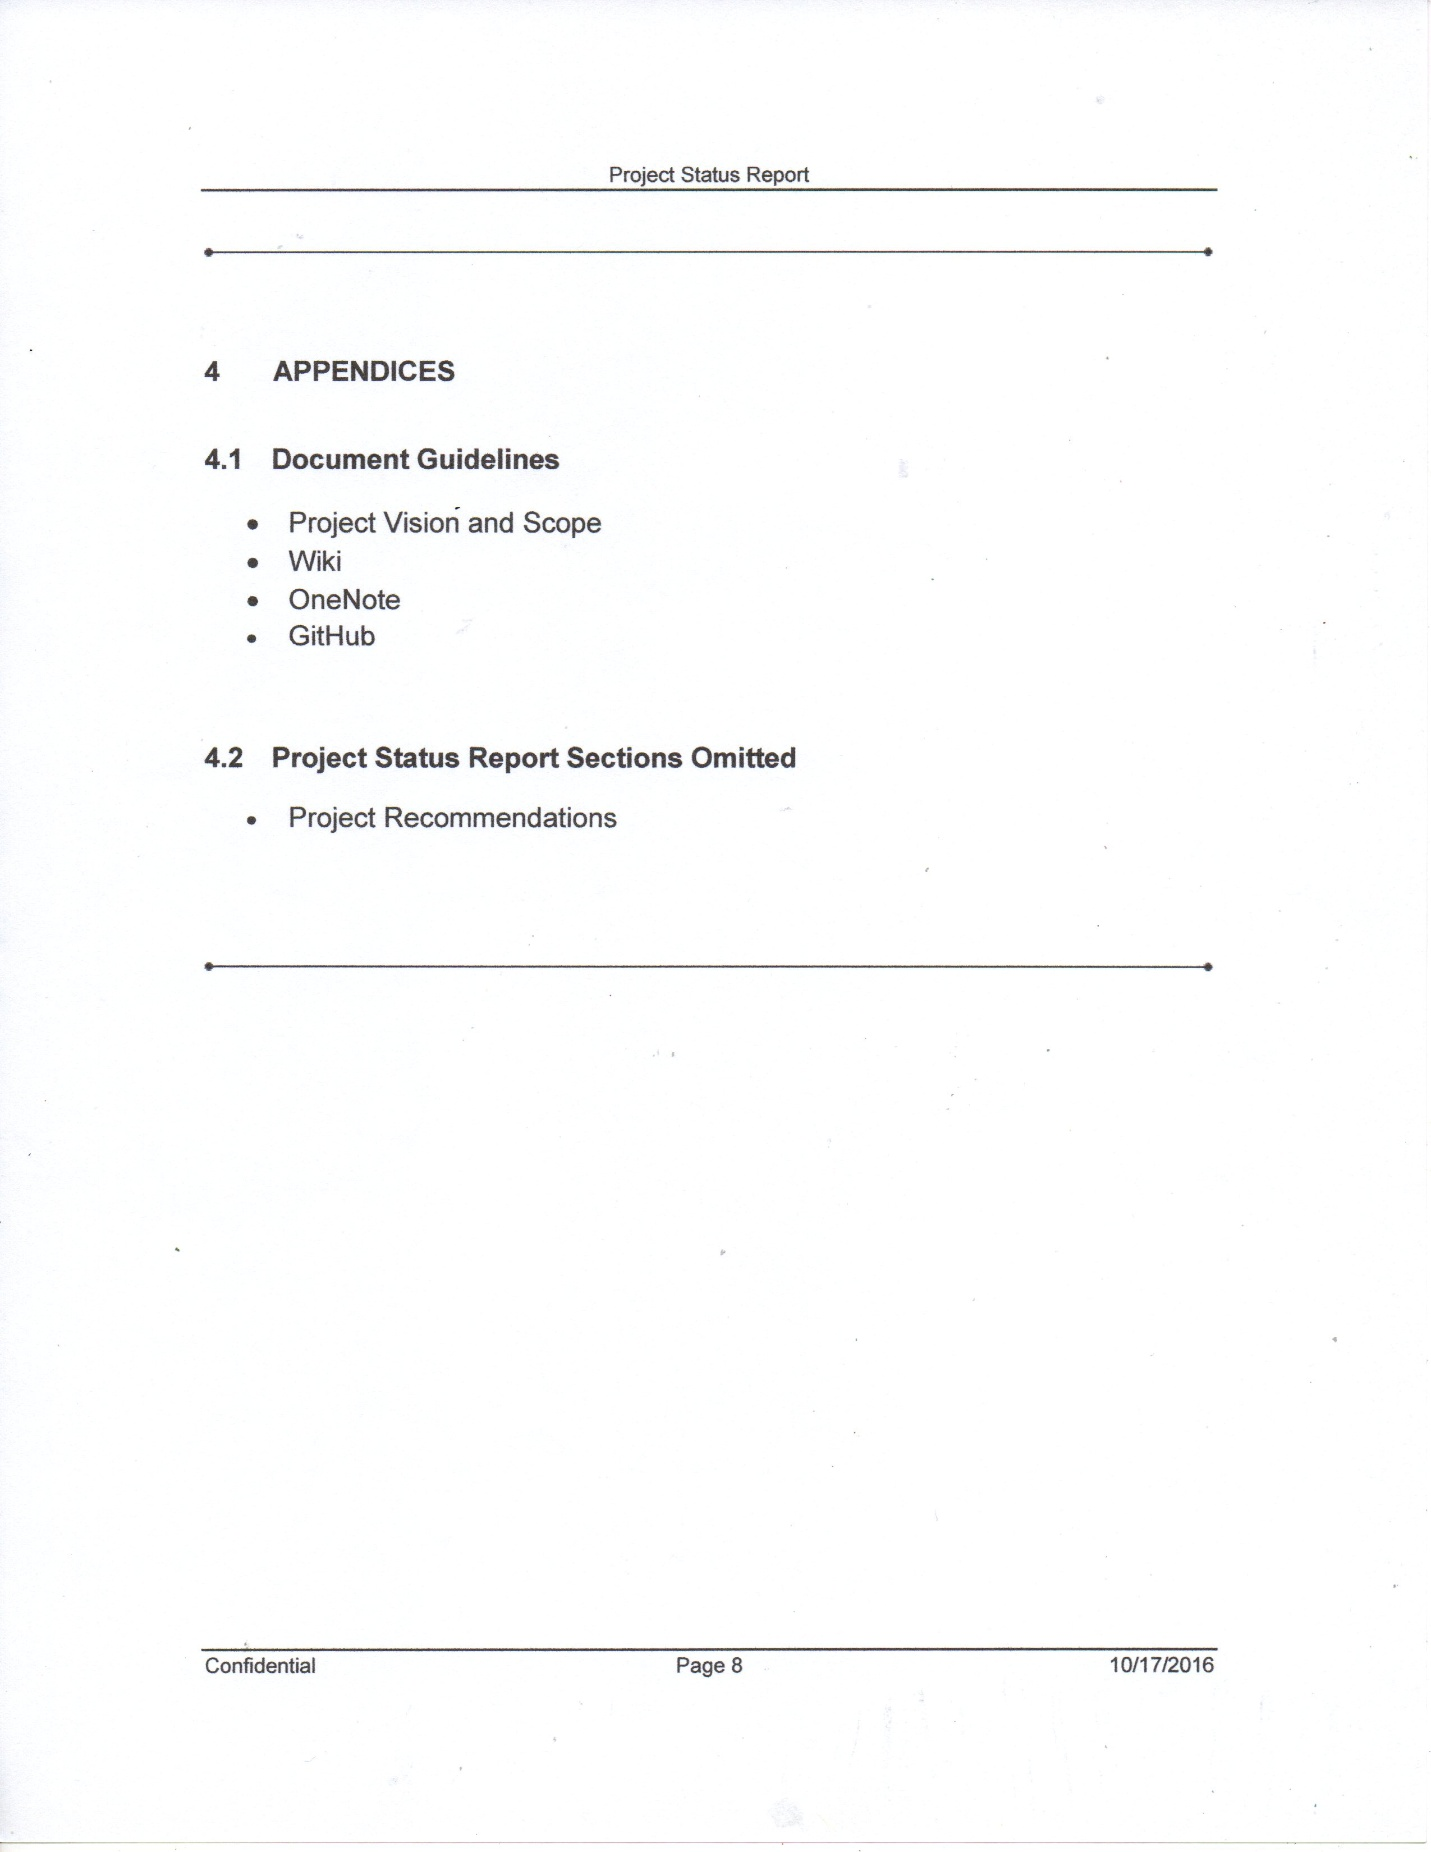 Project Status Report
4 APPENDICES
4.1 Document Guidelines
• Project Vision and Scope
• Wiki
• OneNote
• GitHub
4.2 Project Status Report Sections Omitted
• Project Recommendations
Confidential Page 8 10/17/2016